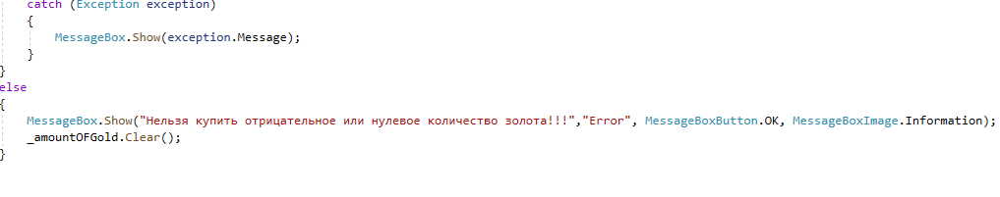 catch (Exception exception)
{
MessageBox.Show(exception.Message);
}
}
else
{
MessageBox.Show("Нельзя купить отрицательное или нулевое количество золота!!!","Error", MessageBoxButton.OK, MessageBoxImage.Information);
_amountOFGold.Clear();
}